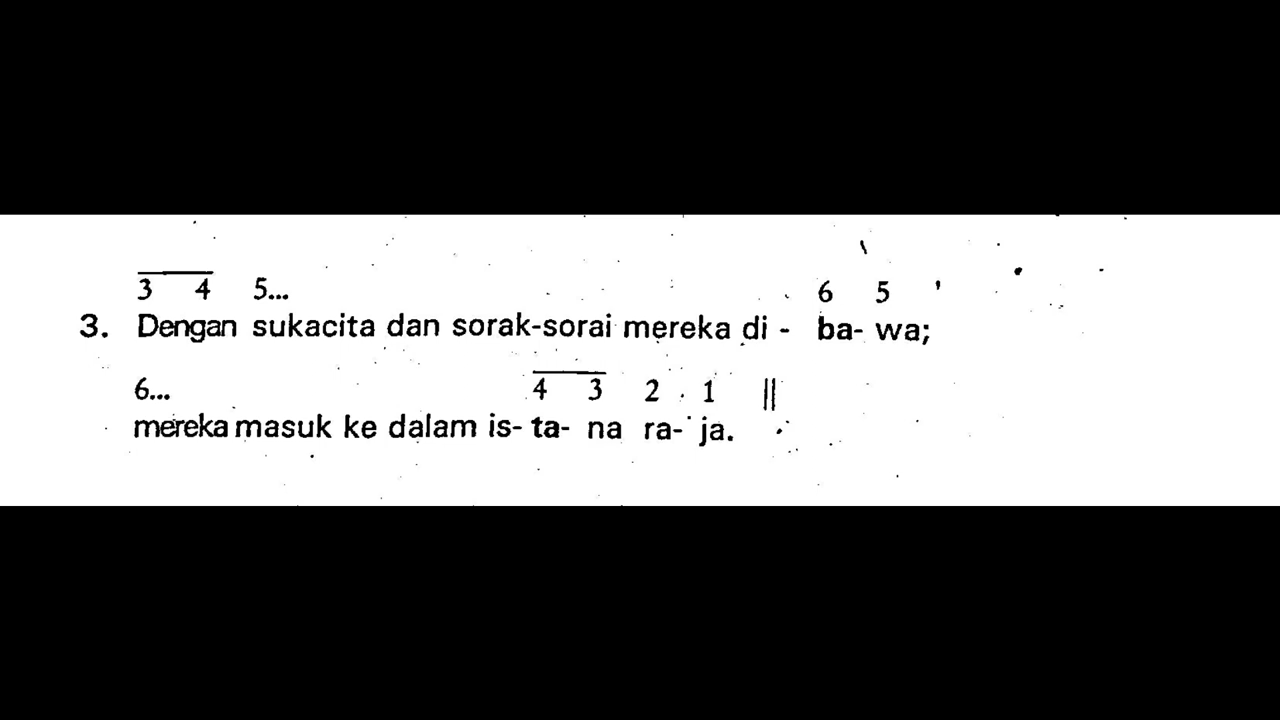 3 4 5... 6 5 '
3. Dengan sukacita dan sorak-sorai mereka di - ba- wa;
6... 4 3 2 1 ||
mereka masuk ke dalam is- ta- na ra- ja.